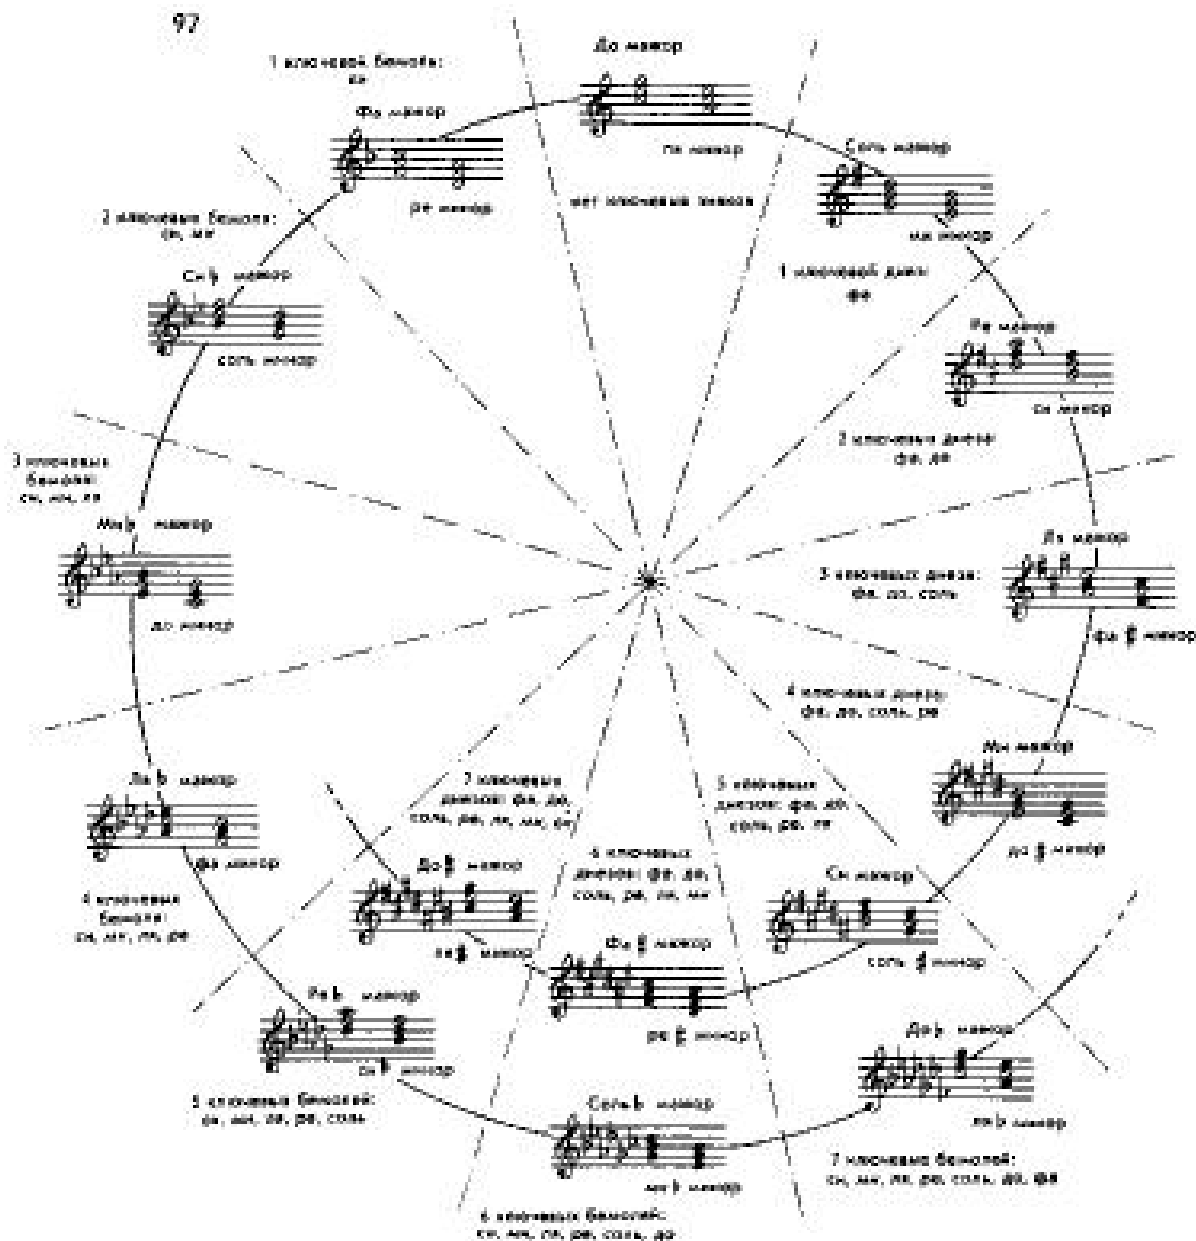 97
До мажор
ля минор
нет ключевых знаков
Соль мажор
ми минор
1 ключевой диез:
фа
Ре мажор
си минор
2 ключевых диеза:
фа, до
Ля мажор
3 ключевых диеза:
фа, до, соль
фа ♯ минор
4 ключевых диеза:
фа, до, соль, ре
Ми мажор
до ♯ минор
5 ключевых
диезов: фа, до,
соль, ре, ля
Си мажор
соль ♯ минор
6 ключевых
диезов: фа, до,
соль, ре, ля, ми
Фа ♯ мажор
ре ♯ минор
7 ключевых
диезов: фа, до,
соль, ре, ля, ми, си
До ♯ мажор
ля ♯ минор
До ♭ мажор
ля ♭ минор
7 ключевых бемолей:
си, ми, ля, ре, соль, до, фа
Соль ♭ мажор
ми ♭ минор
6 ключевых бемолей:
си, ми, ля, ре, соль, до
Ре ♭ мажор
си ♭ минор
5 ключевых бемолей:
си, ми, ля, ре, соль
Ля ♭ мажор
фа минор
4 ключевых
бемоля:
си, ми, ля, ре
3 ключевых
бемоля:
си, ми, ля
Ми ♭ мажор
до минор
2 ключевых бемоля:
си, ми
Си ♭ мажор
соль минор
1 ключевой бемоль:
си
Фа мажор
ре минор